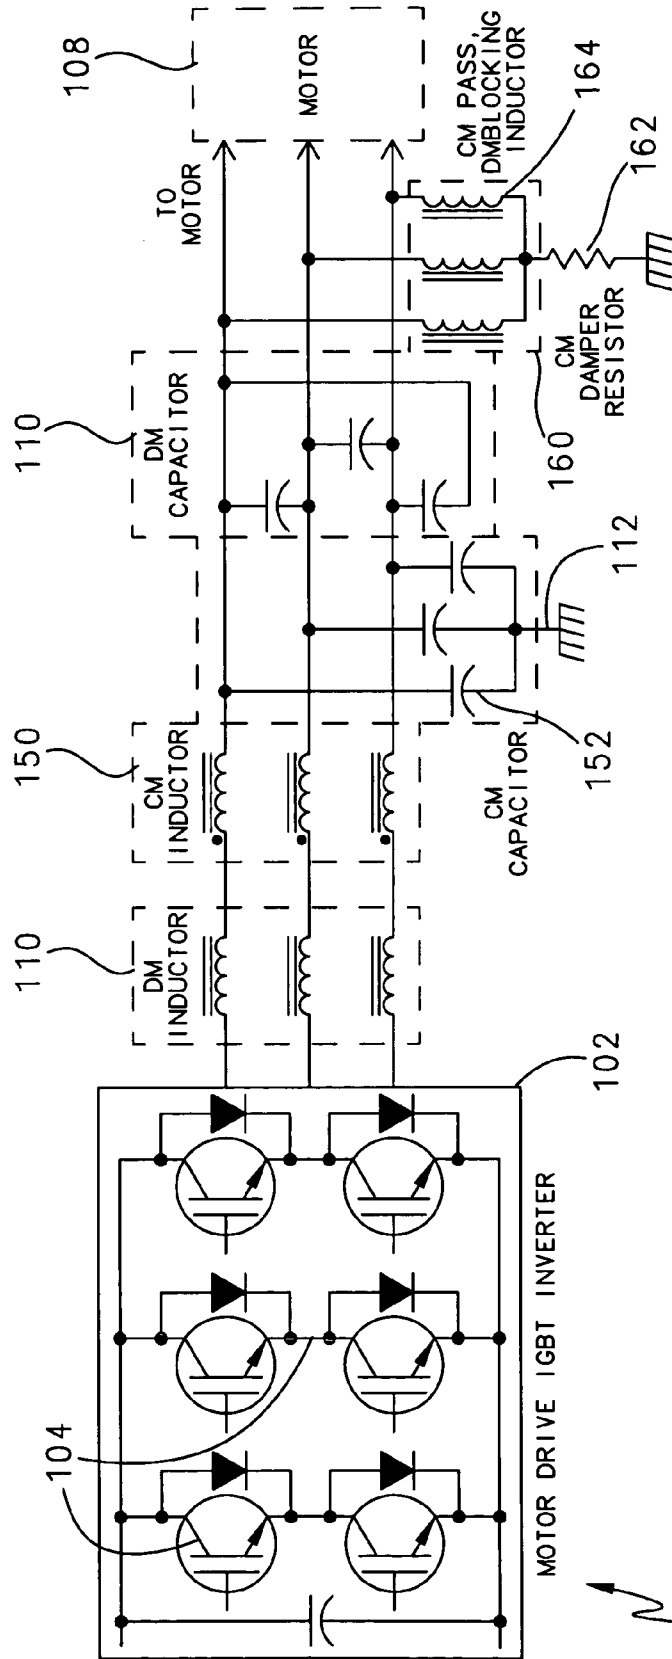 108
MOTOR
TO
MOTOR
CM PASS,
DMBLOCKING
INDUCTOR
164
162
110
DM
CAPACITOR
CM
DAMPER
RESISTOR
160
112
150
CM
INDUCTOR
152
CM
CAPACITOR
110
DM
INDUCTOR
102
104
MOTOR DRIVE IGBT INVERTER